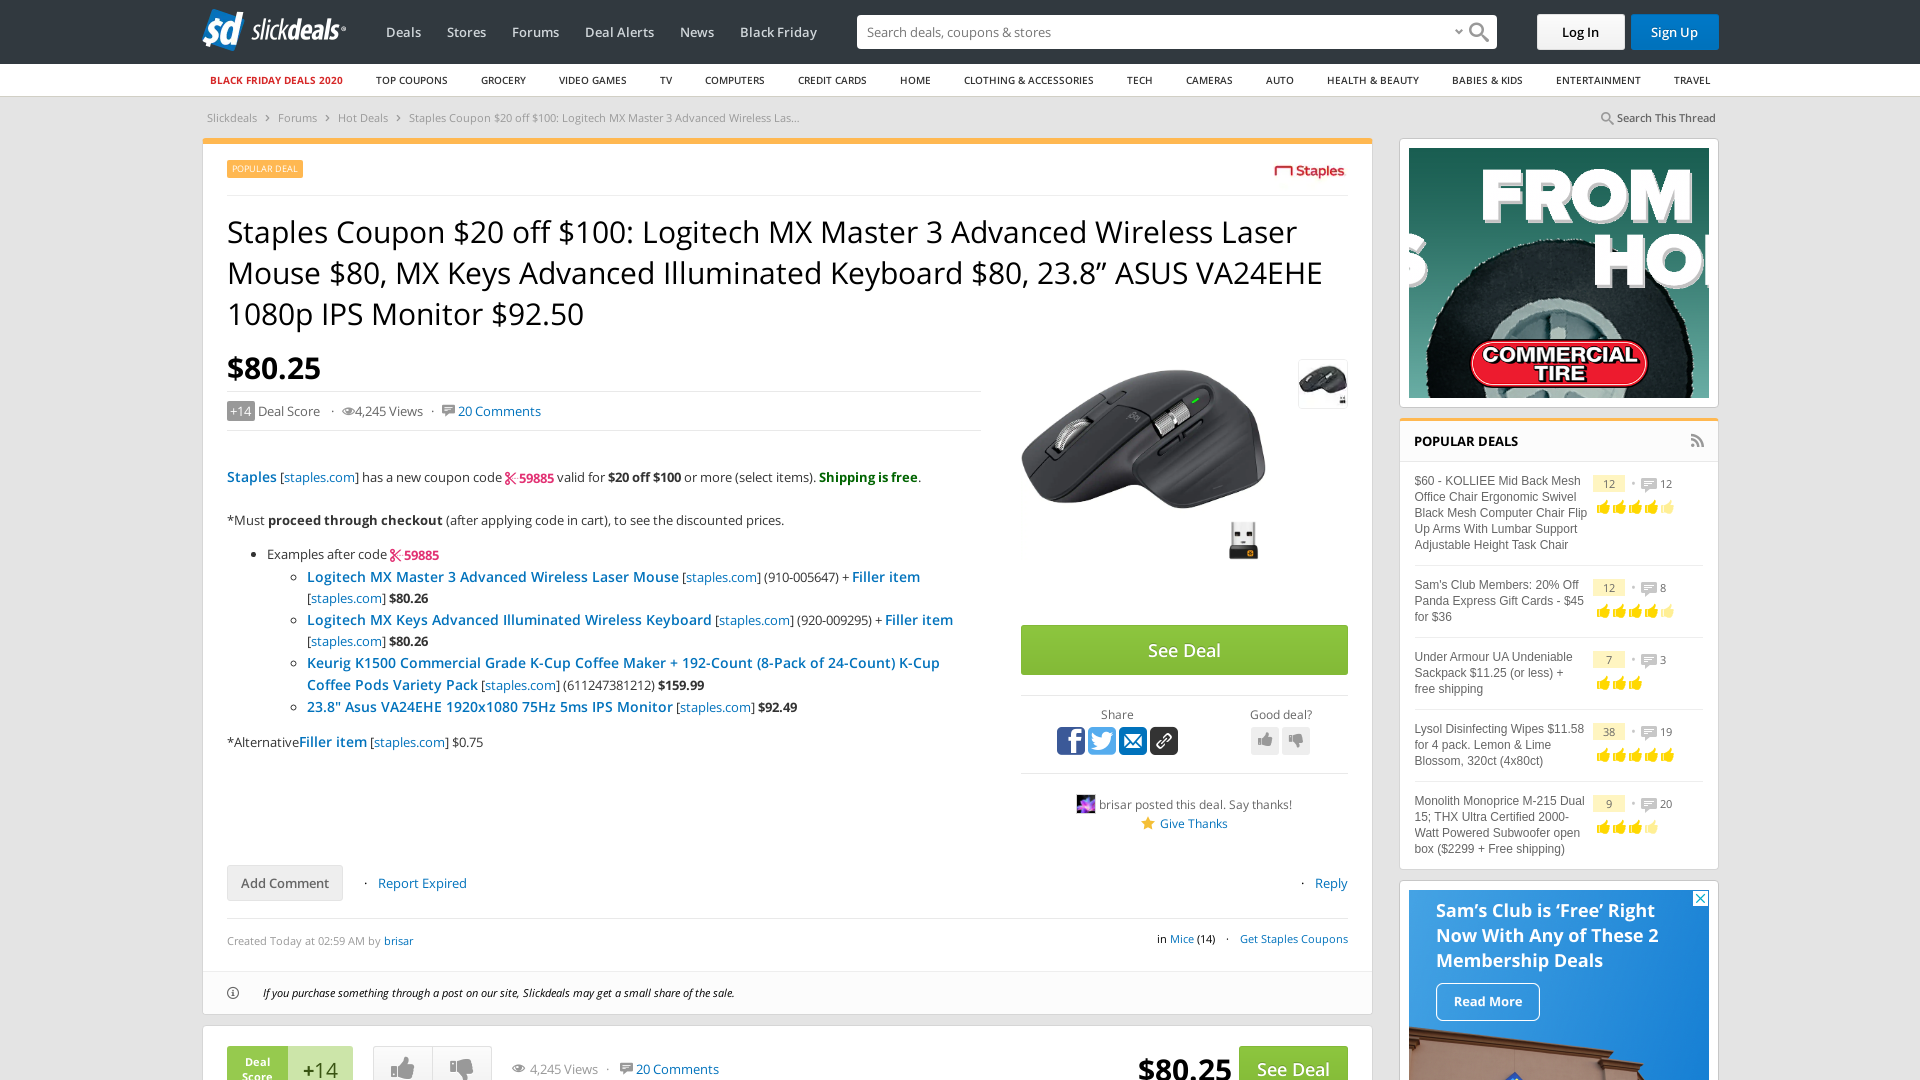 sd slickdeals
Deals
Stores
Forums
Deal Alerts
News
Black Friday
Search deals, coupons & stores
Log In
Sign Up
BLACK FRIDAY DEALS 2020
TOP COUPONS
GROCERY
VIDEO GAMES
TV
COMPUTERS
CREDIT CARDS
HOME
CLOTHING & ACCESSORIES
TECH
CAMERAS
AUTO
HEALTH & BEAUTY
BABIES & KIDS
ENTERTAINMENT
TRAVEL
Slickdeals > Forums > Hot Deals > Staples Coupon $20 off $100: Logitech MX Master 3 Advanced Wireless Las...
Search This Thread
POPULAR DEAL
Staples
Staples Coupon $20 off $100: Logitech MX Master 3 Advanced Wireless Laser
Mouse $80, MX Keys Advanced Illuminated Keyboard $80, 23.8” ASUS VA24EHE
1080p IPS Monitor $92.50
$80.25
+14 Deal Score · 4,245 Views · 20 Comments
Staples [staples.com] has a new coupon code 59885 valid for $20 off $100 or more (select items). Shipping is free.
*Must proceed through checkout (after applying code in cart), to see the discounted prices.
Examples after code 59885
Logitech MX Master 3 Advanced Wireless Laser Mouse [staples.com] (910-005647) + Filler item
[staples.com] $80.26
Logitech MX Keys Advanced Illuminated Wireless Keyboard [staples.com] (920-009295) + Filler item
[staples.com] $80.26
Keurig K1500 Commercial Grade K-Cup Coffee Maker + 192-Count (8-Pack of 24-Count) K-Cup
Coffee Pods Variety Pack [staples.com] (611247381212) $159.99
23.8" Asus VA24EHE 1920x1080 75Hz 5ms IPS Monitor [staples.com] $92.49
*AlternativeFiller item [staples.com] $0.75
See Deal
Share
Good deal?
brisar posted this deal. Say thanks!
Give Thanks
Add Comment · Report Expired
· Reply
Created Today at 02:59 AM by brisar
in Mice (14) · Get Staples Coupons
If you purchase something through a post on our site, Slickdeals may get a small share of the sale.
Deal
Score
+14
4,245 Views · 20 Comments
$80.25
See Deal
FROM
S HO
COMMERCIAL
TIRE
POPULAR DEALS
$60 - KOLLIEE Mid Back Mesh
Office Chair Ergonomic Swivel
Black Mesh Computer Chair Flip
Up Arms With Lumbar Support
Adjustable Height Task Chair
12 • 12
Sam's Club Members: 20% Off
Panda Express Gift Cards - $45
for $36
12 • 8
Under Armour UA Undeniable
Sackpack $11.25 (or less) +
free shipping
7 • 3
Lysol Disinfecting Wipes $11.58
for 4 pack. Lemon & Lime
Blossom, 320ct (4x80ct)
38 • 19
Monolith Monoprice M-215 Dual
15; THX Ultra Certified 2000-
Watt Powered Subwoofer open
box ($2299 + Free shipping)
9 • 20
Sam's Club is ‘Free’ Right
Now With Any of These 2
Membership Deals
Read More